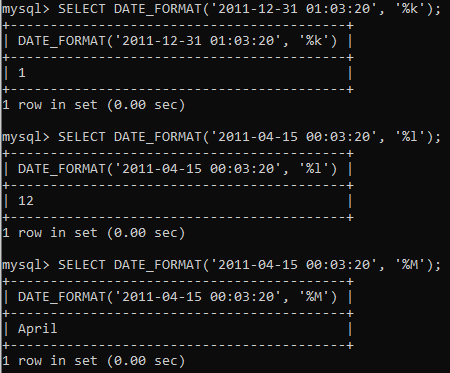 mysql> SELECT DATE_FORMAT('2011-12-31 01:03:20', '%k');
+----------------------------------------+
| DATE_FORMAT('2011-12-31 01:03:20', '%k') |
+----------------------------------------+
| 1                                        |
+----------------------------------------+
1 row in set (0.00 sec)
mysql> SELECT DATE_FORMAT('2011-04-15 00:03:20', '%l');
+----------------------------------------+
| DATE_FORMAT('2011-04-15 00:03:20', '%l') |
+----------------------------------------+
| 12                                       |
+----------------------------------------+
1 row in set (0.00 sec)
mysql> SELECT DATE_FORMAT('2011-04-15 00:03:20', '%M');
+----------------------------------------+
| DATE_FORMAT('2011-04-15 00:03:20', '%M') |
+----------------------------------------+
| April                                    |
+----------------------------------------+
1 row in set (0.00 sec)